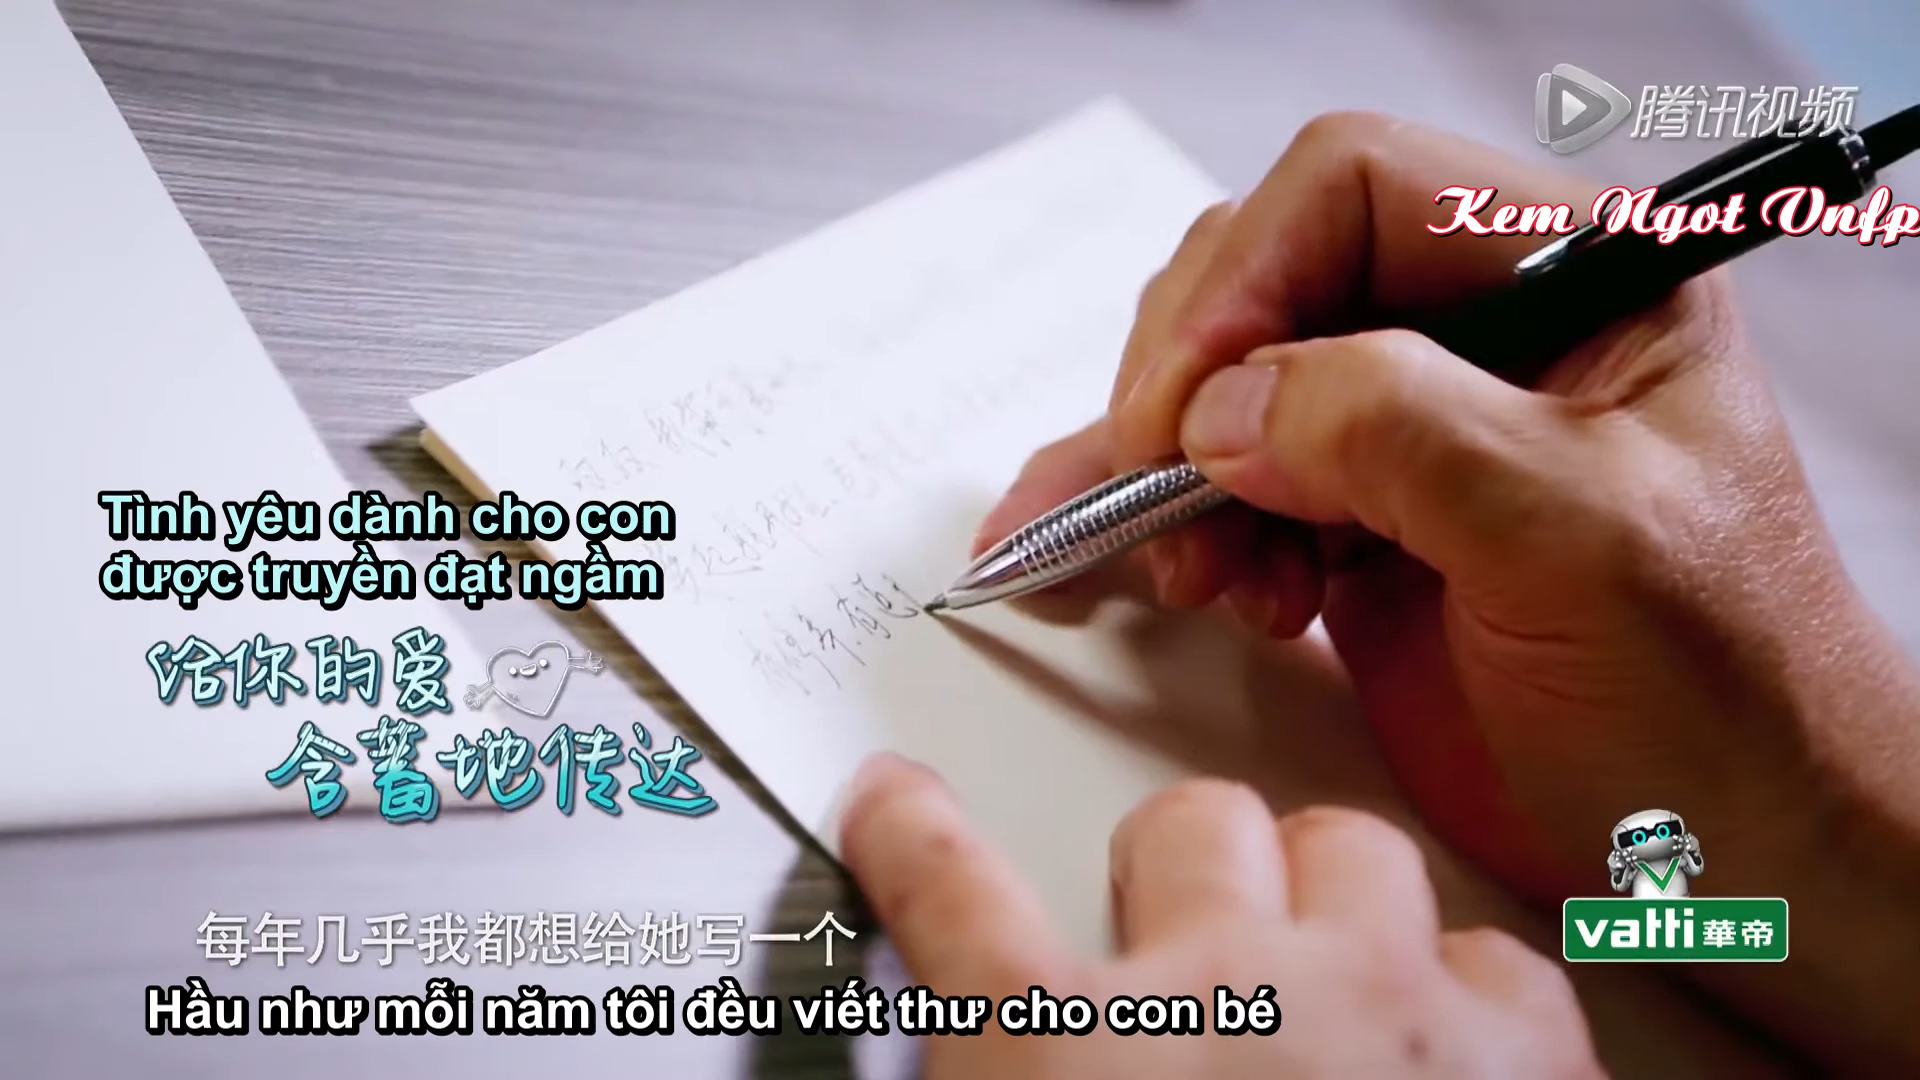 腾讯视频
Kem Ngot Vnfp
Tình yêu dành cho con
được truyền đạt ngầm
给你的爱
含蓄地传达
vatti 華帝
每年几乎我都想给她写一个
Hầu như mỗi năm tôi đều viết thư cho con bé